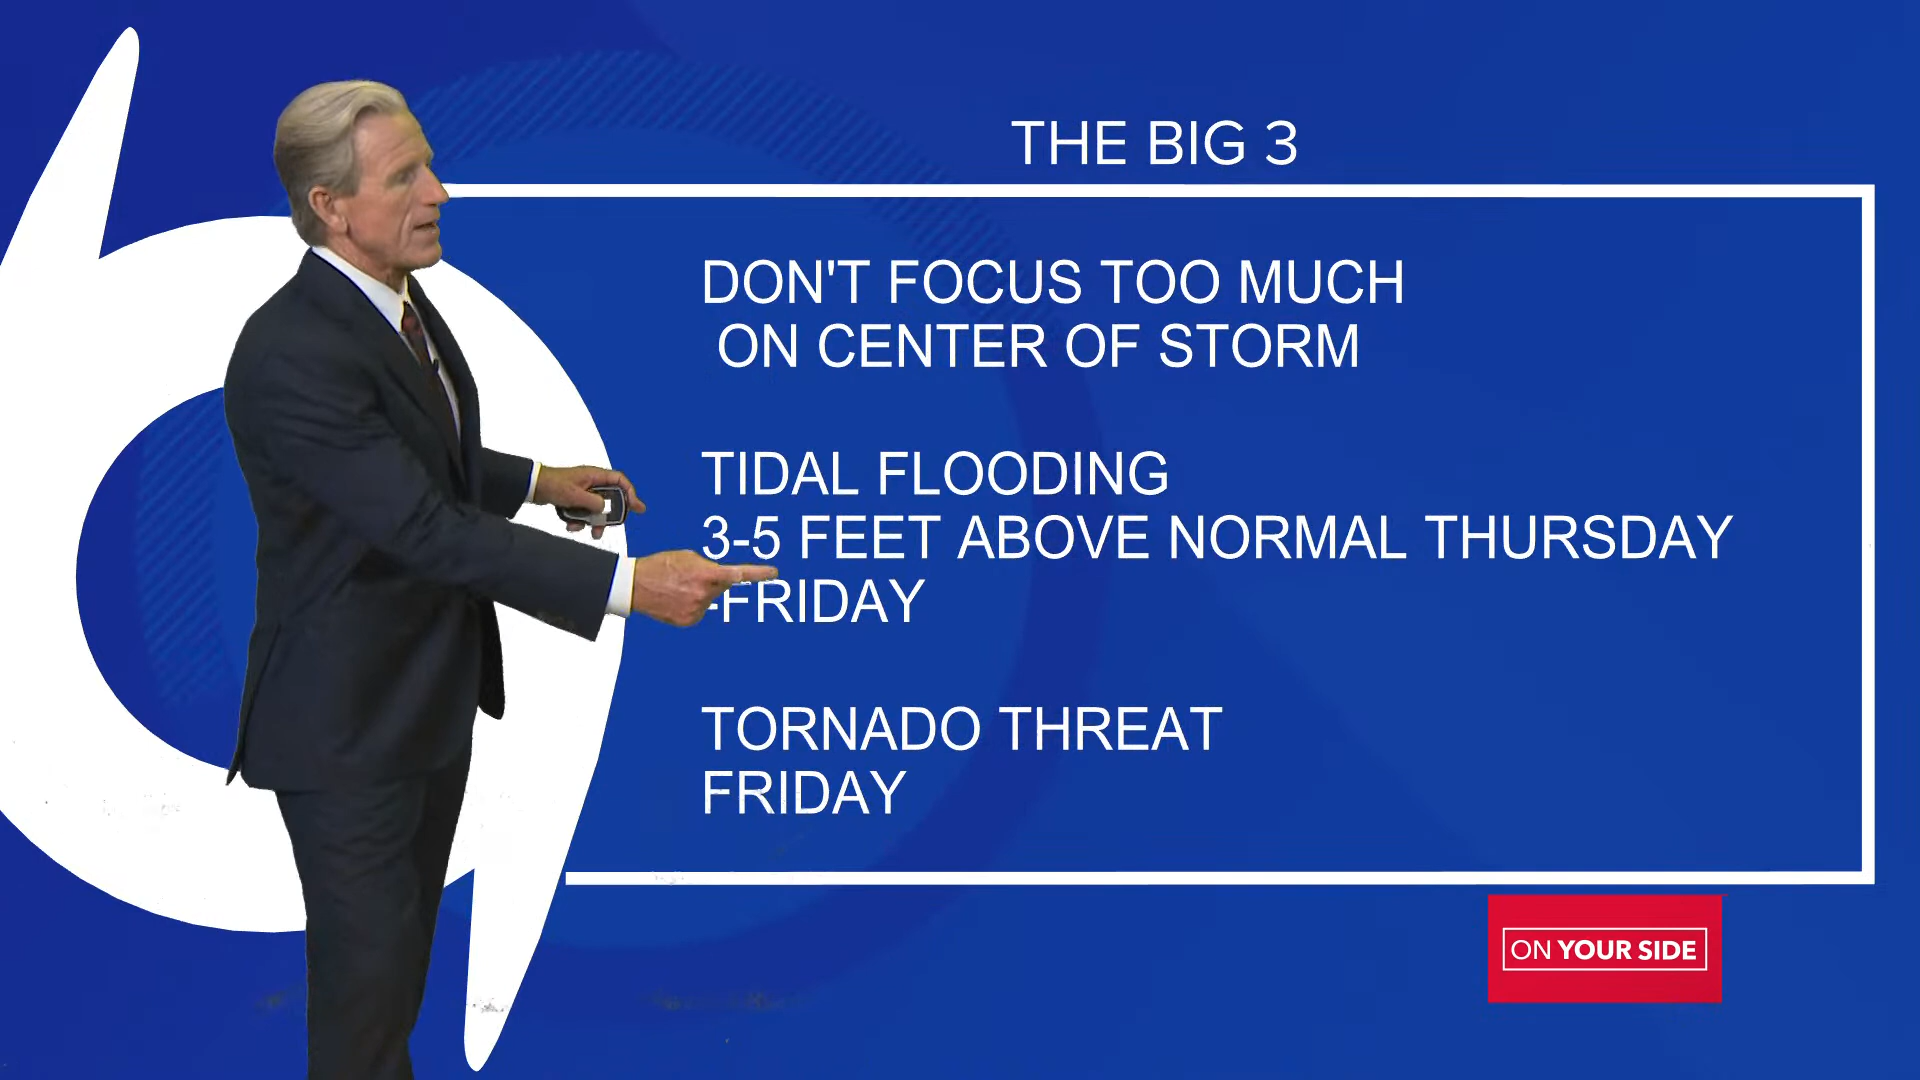 THE BIG 3
DON'T FOCUS TOO MUCH
ON CENTER OF STORM
TIDAL FLOODING
3-5 FEET ABOVE NORMAL THURSDAY
-FRIDAY
TORNADO THREAT
FRIDAY
ON YOUR SIDE